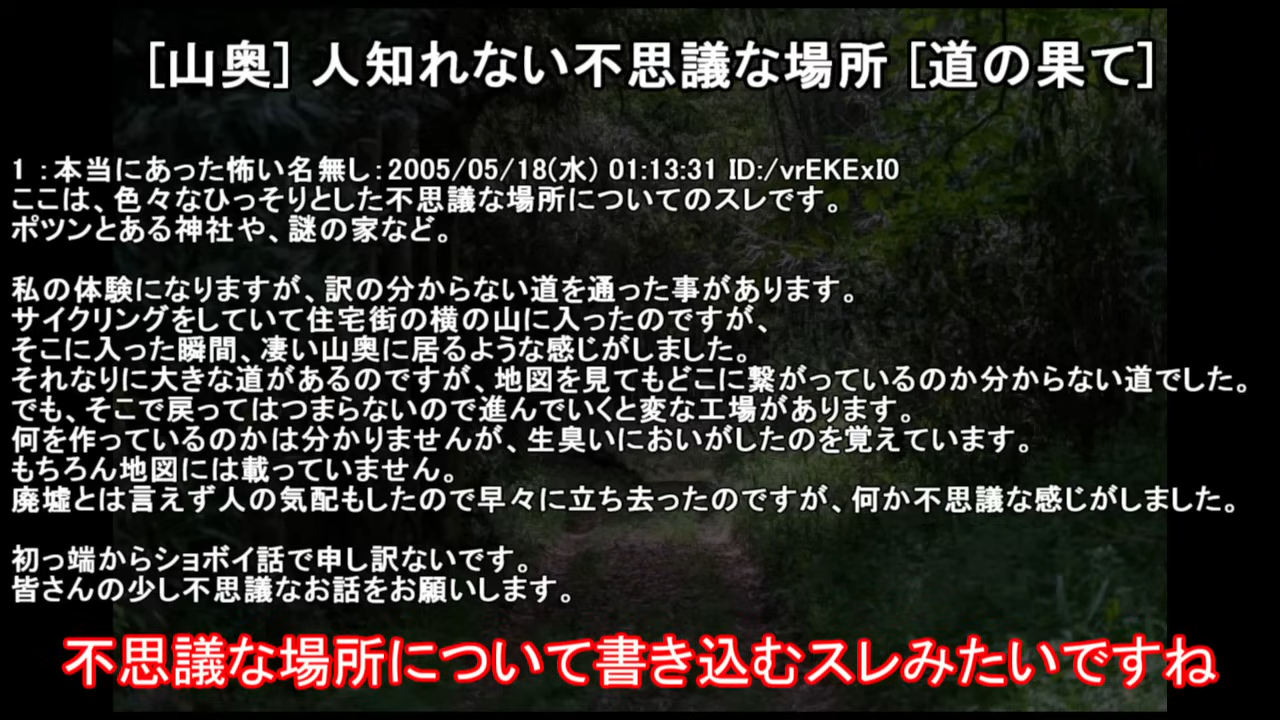 [山奥] 人知れない不思議な場所 [道の果て]
1 : 本当にあった怖い名無し : 2005/05/18(水) 01:13:31 ID:/vrEKExI0
ここは、色々なひっそりとした不思議な場所についてのスレです。
ポツンとある神社や、謎の家など。
私の体験になりますが、訳の分からない道を通った事があります。
サイクリングをしていて住宅街の横の山に入ったのですが、
そこに入った瞬間、凄い山奥に居るような感じがしました。
それなりに大きな道があるのですが、地図を見てもどこに繋がっているのか分からない道でした。
でも、そこで戻ってはつまらないので進んでいくと変な工場があります。
何を作っているのかは分かりませんが、生臭いにおいがしたのを覚えています。
もちろん地図には載っていません。
廃墟とは言えず人の気配もしたので早々に立ち去ったのですが、何か不思議な感じがしました。
初っ端からショボイ話で申し訳ないです。
皆さんの少し不思議なお話をお願いします。
不思議な場所について書き込むスレみたいですね